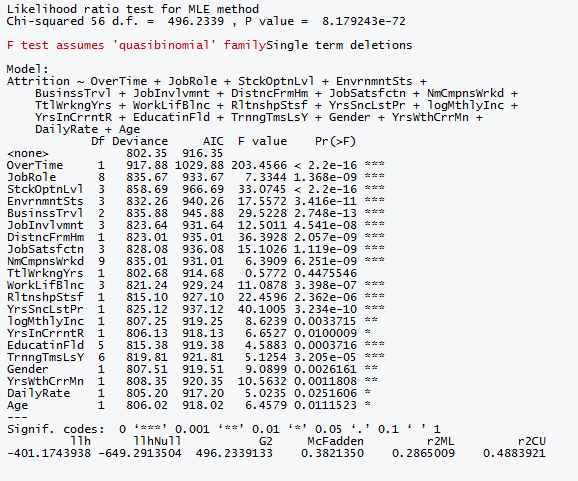 Likelihood ratio test for MLE method
Chi-squared 56 d.f. =  496.2339 , P value =  8.179243e-72

F test assumes 'quasibinomial' familySingle term deletions

Model:
Attrition ~ OverTime + JobRole + StckOptnLvl + EnvrnmntSts +
    BusinssTrvl + JobInvlvmnt + DistncFrmHm + JobSatsfctn + NmCmpnsWrkd +
    TtlWrkngYrs + WorkLifBlnc + RltnshpStsf + YrsSncLstPr + logMthlyInc +
    YrsInCrrntR + EducatinFld + TrnngTmsLsY + Gender + YrsWthCrrMn +
    DailyRate + Age
            Df Deviance     AIC  F value    Pr(>F)
<none>          802.35  916.35
OverTime     1   917.88 1029.88 203.4566 < 2.2e-16 ***
JobRole      8   835.67  933.67   7.3344 1.368e-09 ***
StckOptnLvl  3   858.69  966.69  33.0745 < 2.2e-16 ***
EnvrnmntSts  3   832.26  940.26  17.5572 3.416e-11 ***
BusinssTrvl  2   835.88  945.88  29.5228 2.748e-13 ***
JobInvlvmnt  3   823.64  931.64  12.5011 4.541e-08 ***
DistncFrmHm  1   823.01  935.01  36.3928 2.057e-09 ***
JobSatsfctn  3   828.08  936.08  15.1026 1.119e-09 ***
NmCmpnsWrkd  9   835.01  931.01   6.3909 6.251e-09 ***
TtlWrkngYrs  1   802.68  914.68   0.5772 0.4475546
WorkLifBlnc  3   821.24  929.24  11.0878 3.398e-07 ***
RltnshpStsf  1   815.10  927.10  22.4596 2.362e-06 ***
YrsSncLstPr  1   825.12  937.12  40.1005 3.234e-10 ***
logMthlyInc  1   807.25  919.25   8.6239 0.0033715 **
YrsInCrrntR  1   806.13  918.13   6.6527 0.0100009 *
EducatinFld  5   815.38  919.38   4.5883 0.0003716 ***
TrnngTmsLsY  6   819.81  921.81   5.1254 3.205e-05 ***
Gender       1   807.51  919.51   9.0899 0.0026161 **
YrsWthCrrMn  1   808.35  920.35  10.5632 0.0011808 **
DailyRate    1   805.20  917.20   5.0235 0.0251606 *
Age          1   806.02  918.02   6.4579 0.0111523 *
---
Signif. codes:  0 ‘***’ 0.001 ‘**’ 0.01 ‘*’ 0.05 ‘.’ 0.1 ‘ ’ 1
         llh      llhNull           G2     McFadden         r2ML         r2CU
-401.1743938 -649.2913504  496.2339133    0.3821350    0.2865009    0.4883921